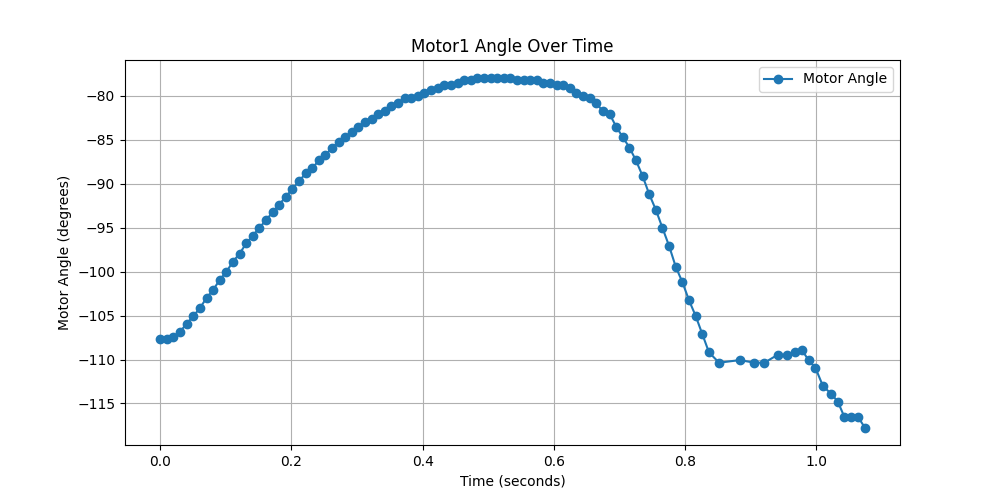 Motor1 Angle Over Time
Motor Angle
Motor Angle (degrees)
−80
−85
−90
−95
−100
−105
−110
−115
0.0 0.2 0.4 0.6 0.8 1.0
Time (seconds)